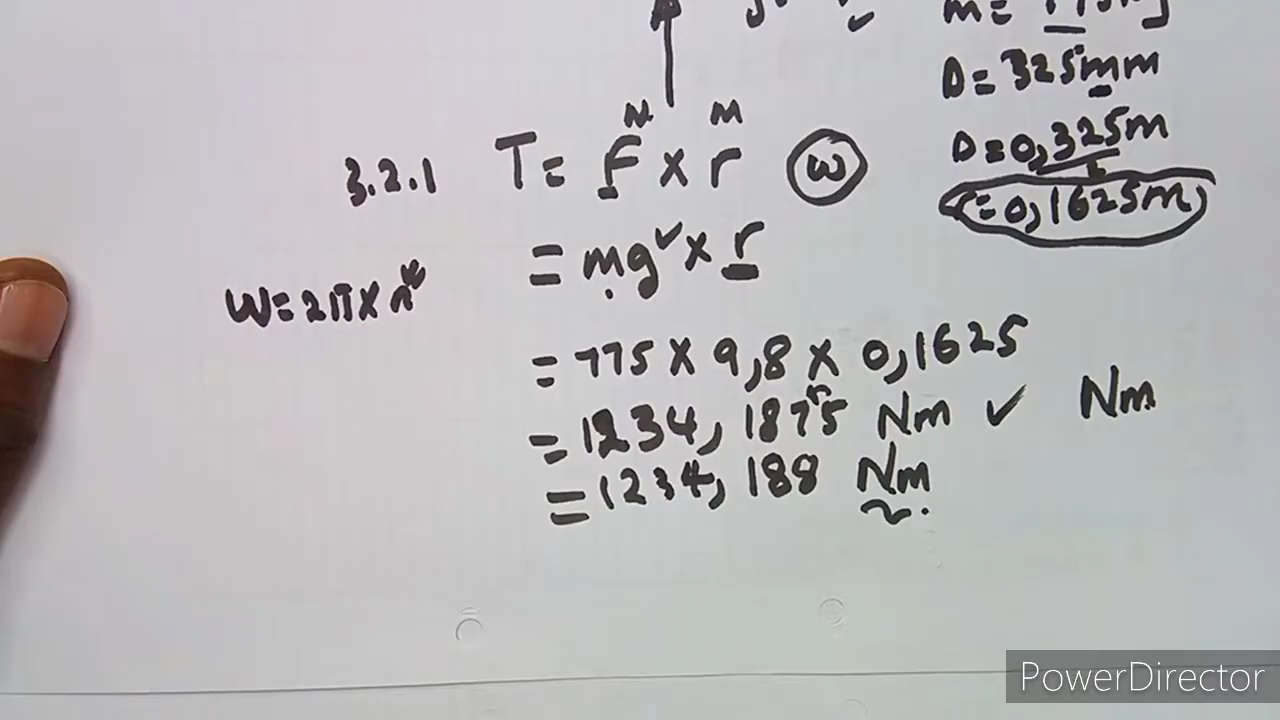 D = 325mm
N M
3.2.1 T = F x r W
D = 0,325m
= 0,1625m
= mg x r
W = 2π x n
= 775 x 9,8 x 0,1625
= 1234, 1875 Nm ✓ Nm
= 1234, 188 Nm
PowerDirector